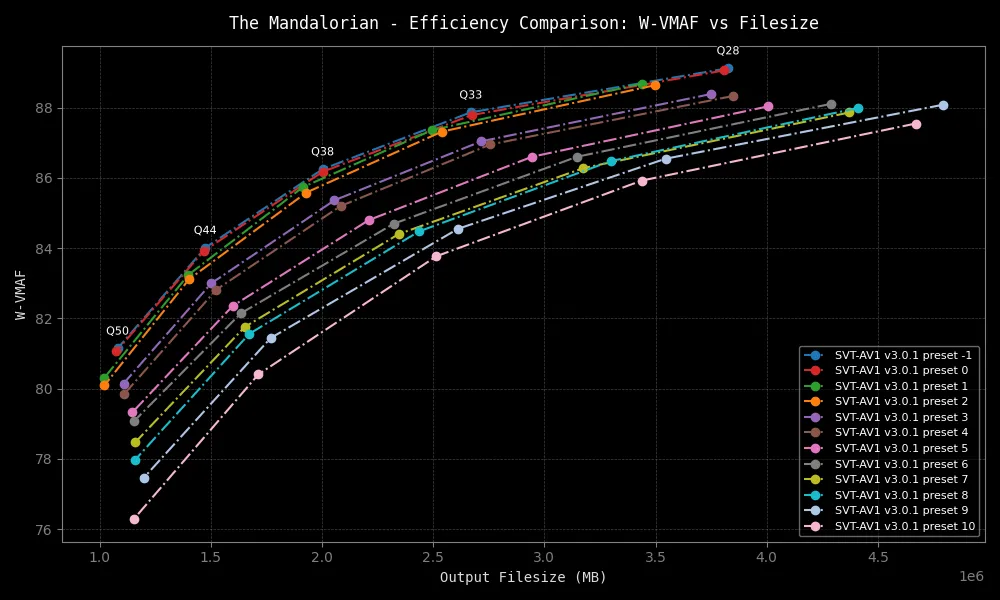 The Mandalorian - Efficiency Comparison: W-VMAF vs Filesize
Q28
Q33
Q38
Q44
Q50
88
86
84
82
80
78
76
W-VMAF
SVT-AV1 v3.0.1 preset -1
SVT-AV1 v3.0.1 preset 0
SVT-AV1 v3.0.1 preset 1
SVT-AV1 v3.0.1 preset 2
SVT-AV1 v3.0.1 preset 3
SVT-AV1 v3.0.1 preset 4
SVT-AV1 v3.0.1 preset 5
SVT-AV1 v3.0.1 preset 6
SVT-AV1 v3.0.1 preset 7
SVT-AV1 v3.0.1 preset 8
SVT-AV1 v3.0.1 preset 9
SVT-AV1 v3.0.1 preset 10
1.0 1.5 2.0 2.5 3.0 3.5 4.0 4.5
1e6
Output Filesize (MB)